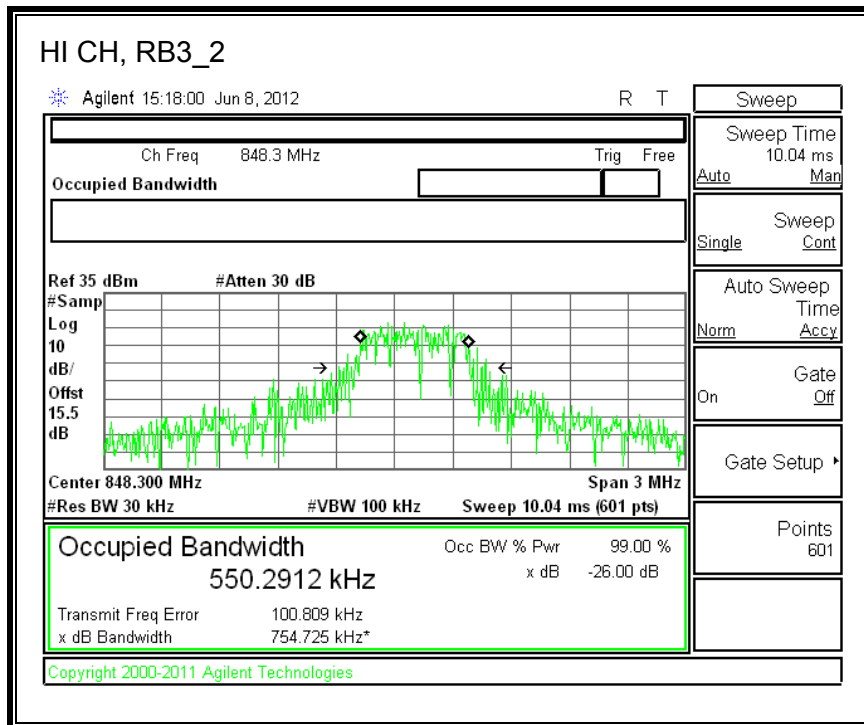 HI CH, RB3_2
Agilent 15:18:00 Jun 8, 2012 R T
Ch Freq 848.3 MHz Trig Free
Occupied Bandwidth
Ref 35 dBm #Atten 30 dB
#Samp
Log
10
dB/
Offst
15.5
dB
Center 848.300 MHz Span 3 MHz
#Res BW 30 kHz #VBW 100 kHz Sweep 10.04 ms (601 pts)
Occupied Bandwidth Occ BW % Pwr 99.00 %
550.2912 kHz x dB -26.00 dB
Transmit Freq Error 100.809 kHz
x dB Bandwidth 754.725 kHz*
Copyright 2000-2011 Agilent Technologies
Sweep
Sweep Time
10.04 ms
Auto Man
Sweep
Single Cont
Auto Sweep
Time
Norm Accy
Gate
On Off
Gate Setup
Points
601